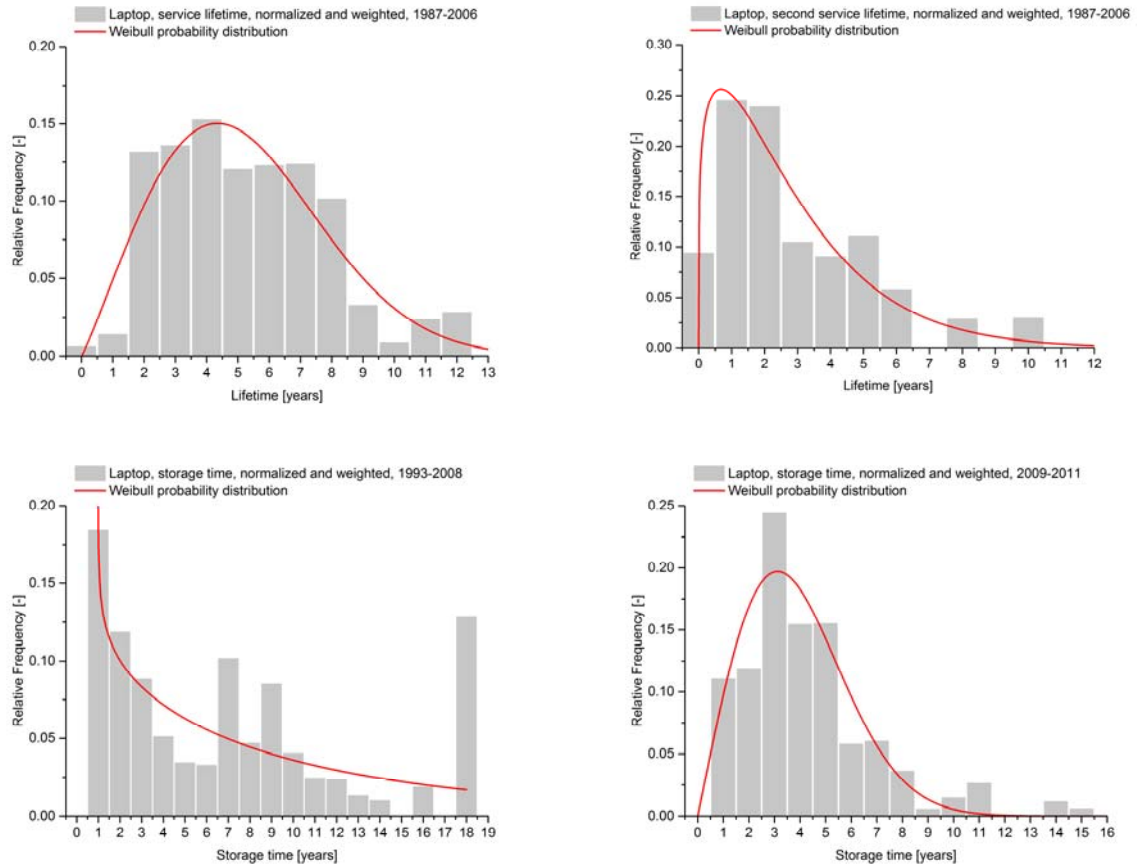 Laptop, service lifetime, normalized and weighted, 1987-2006
Weibull probability distribution
0.20
0.15
0.10
0.05
0.00
Relative Frequency [-]
0 1 2 3 4 5 6 7 8 9 10 11 12 13
Lifetime [years]
Laptop, second service lifetime, normalized and weighted, 1987-2006
Weibull probability distribution
0.30
0.25
0.20
0.15
0.10
0.05
0.00
Relative Frequency [-]
0 1 2 3 4 5 6 7 8 9 10 11 12
Lifetime [years]
Laptop, storage time, normalized and weighted, 1993-2008
Weibull probability distribution
0.20
0.15
0.10
0.05
0.00
Relative Frequency [-]
0 1 2 3 4 5 6 7 8 9 10 11 12 13 14 15 16 17 18 19
Storage time [years]
Laptop, storage time, normalized and weighted, 2009-2011
Weibull probability distribution
0.25
0.20
0.15
0.10
0.05
0.00
Relative Frequency [-]
0 1 2 3 4 5 6 7 8 9 10 11 12 13 14 15 16
Storage time [years]